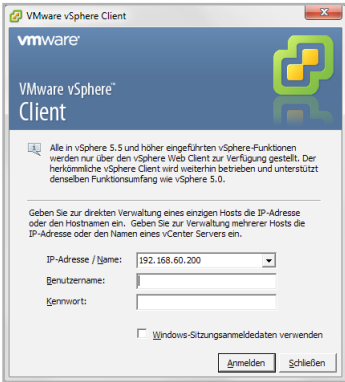 VMware vSphere Client
vmware®
VMware vSphere™
Client
Alle in vSphere 5.5 und höher eingeführten vSphere-Funktionen
werden nur über den vSphere Web Client zur Verfügung gestellt. Der
herkömmliche vSphere Client wird weiterhin betrieben und unterstützt
denselben Funktionsumfang wie vSphere 5.0.
Geben Sie zur direkten Verwaltung eines einzigen Hosts die IP-Adresse
oder den Hostnamen ein. Geben Sie zur Verwaltung mehrerer Hosts die
IP-Adresse oder den Namen eines vCenter Servers ein.
IP-Adresse / Name: 192.168.60.200
Benutzername:
Kennwort:
Windows-Sitzungsanmeldedaten verwenden
Anmelden Schließen